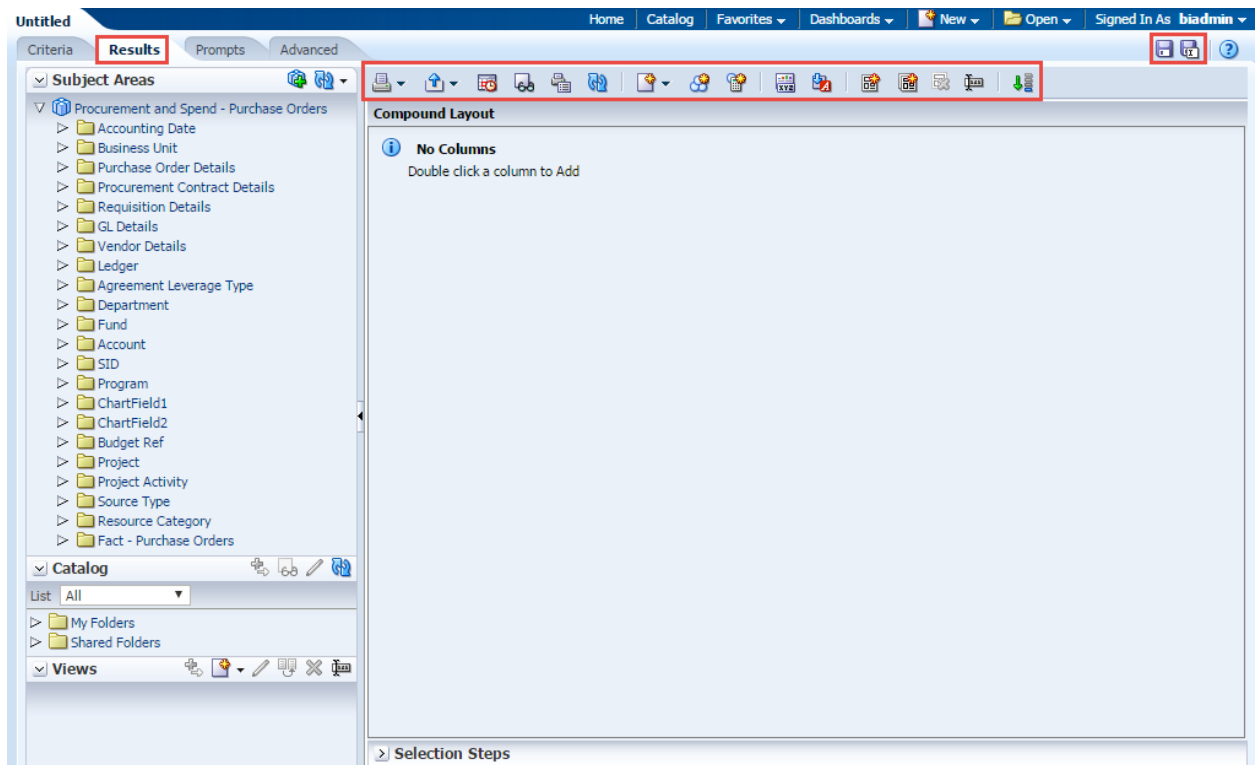 Untitled
Home Catalog Favorites Dashboards New Open Signed In As biadmin
Criteria Results Prompts Advanced
Subject Areas
Procurement and Spend - Purchase Orders
Accounting Date
Business Unit
Purchase Order Details
Procurement Contract Details
Requisition Details
GL Details
Vendor Details
Ledger
Agreement Leverage Type
Department
Fund
Account
SID
Program
ChartField1
ChartField2
Budget Ref
Project
Project Activity
Source Type
Resource Category
Fact - Purchase Orders
Catalog
List All
My Folders
Shared Folders
Views
Compound Layout
No Columns
Double click a column to Add
Selection Steps